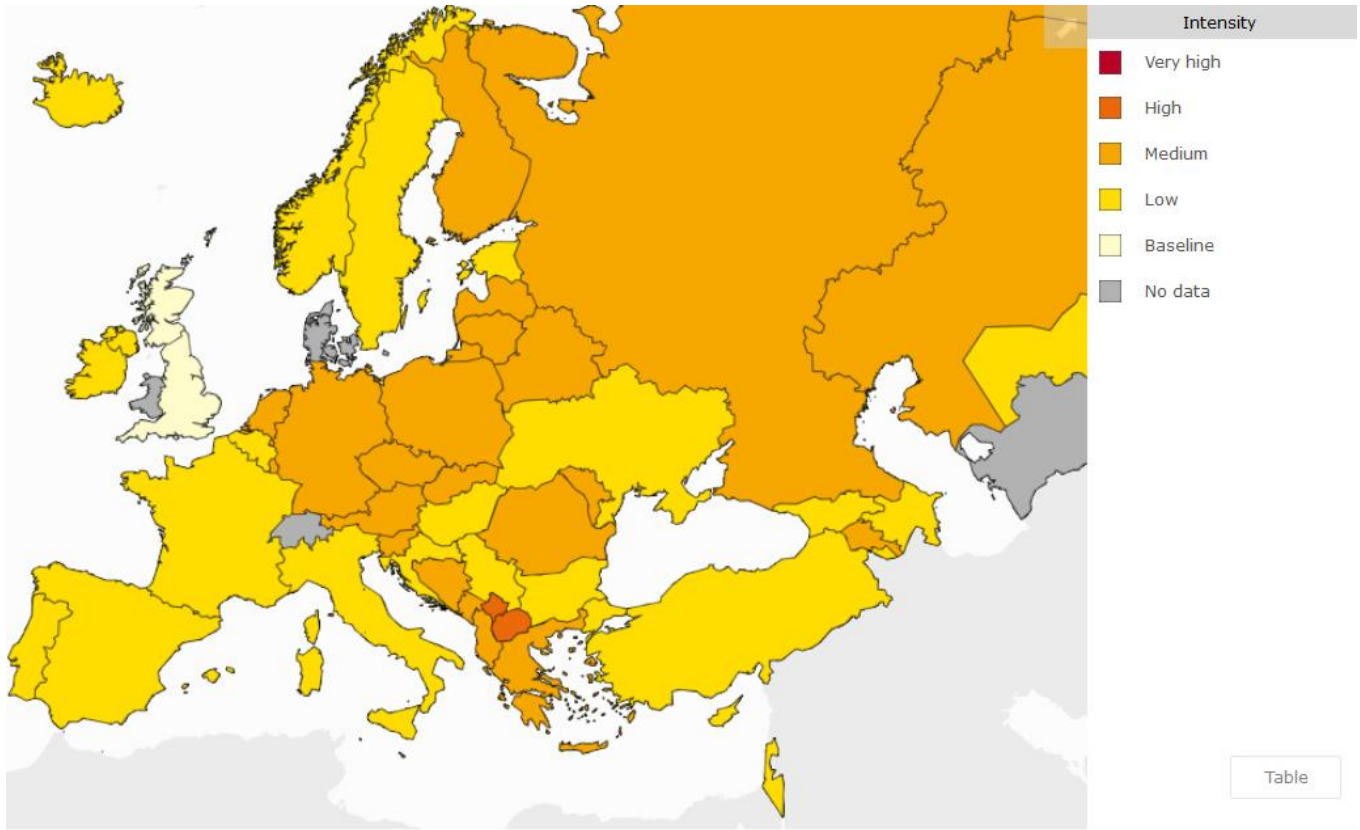 Intensity
Very high
High
Medium
Low
Baseline
No data
Table